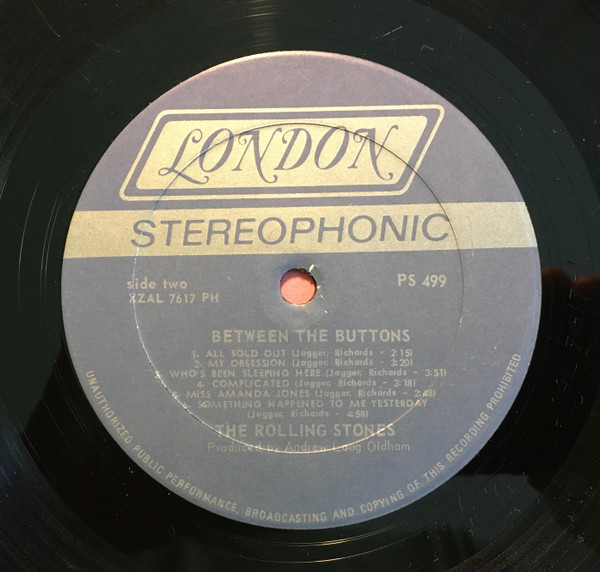 LONDON
STEREOPHONIC
side two
XZAL 7617 PH
PS 499
BETWEEN THE BUTTONS
1. ALL SOLD OUT (Jagger, Richards - 2:15)
2. MY OBSESSION (Jagger, Richards - 3:20)
3. WHO'S BEEN SLEEPING HERE (Jagger, Richards - 3:51)
4. COMPLICATED (Jagger, Richards - 3:18)
5. MISS AMANDA JONES (Jagger, Richards - 2:48)
6. SOMETHING HAPPENED TO ME YESTERDAY
(Jagger, Richards - 4:58)
THE ROLLING STONES
Produced by Andrew Loog Oldham
UNAUTHORIZED PUBLIC PERFORMANCE, BROADCASTING AND COPYING OF THIS RECORDING PROHIBITED